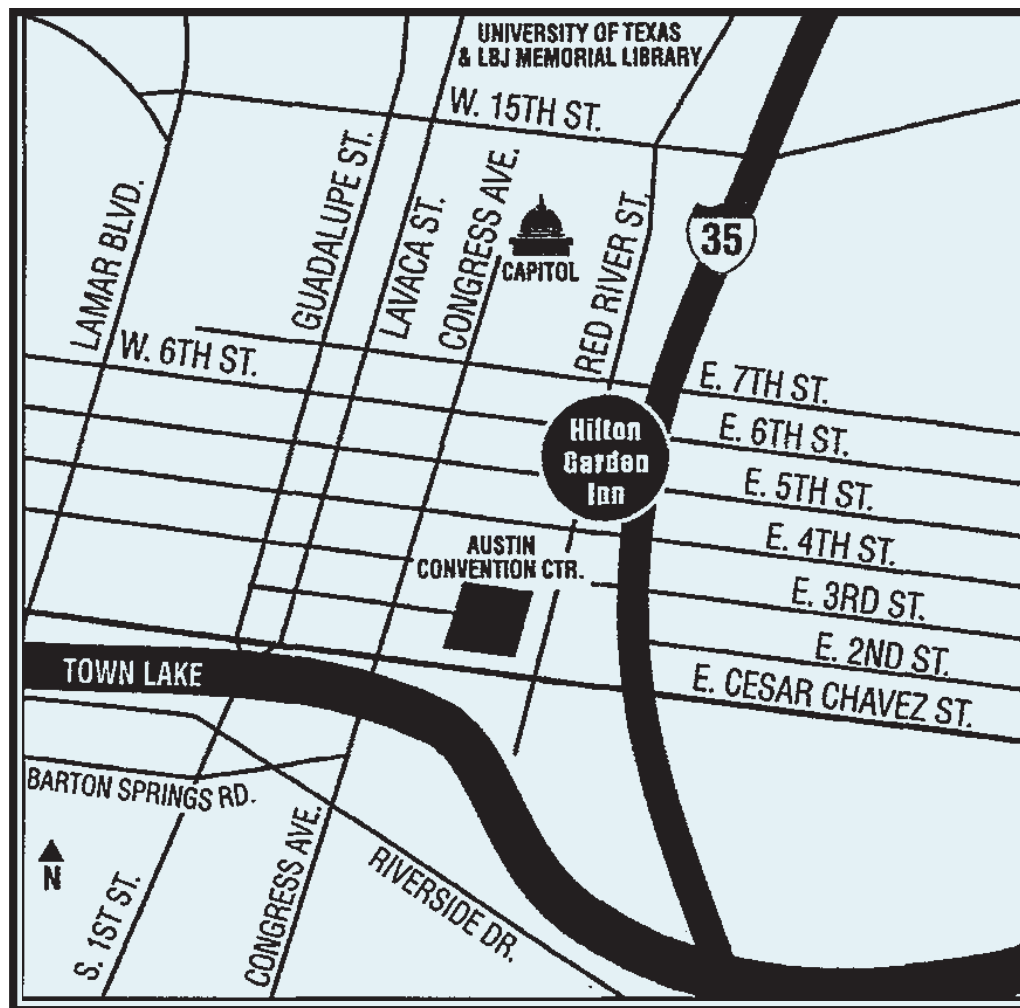 UNIVERSITY OF TEXAS
& LBJ MEMORIAL LIBRARY
W. 15TH ST.
LAMAR BLVD.
GUADALUPE ST.
LAVACA ST.
CONGRESS AVE.
CAPITOL
RED RIVER ST.
35
W. 6TH ST.
E. 7TH ST.
E. 6TH ST.
E. 5TH ST.
E. 4TH ST.
E. 3RD ST.
E. 2ND ST.
E. CESAR CHAVEZ ST.
Hilton
Garden
Inn
AUSTIN
CONVENTION CTR.
TOWN LAKE
BARTON SPRINGS RD.
N
S. 1ST ST.
CONGRESS AVE.
RIVERSIDE DR.